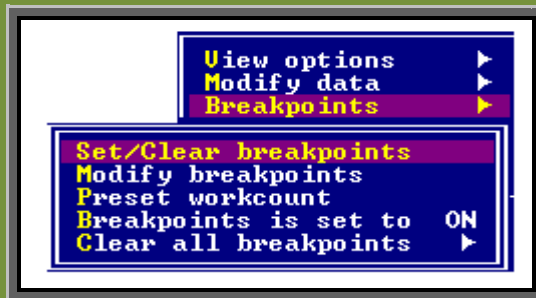 View options
Modify data
Breakpoints
Set/Clear breakpoints
Modify breakpoints
Preset workcount
Breakpoints is set to ON
Clear all breakpoints